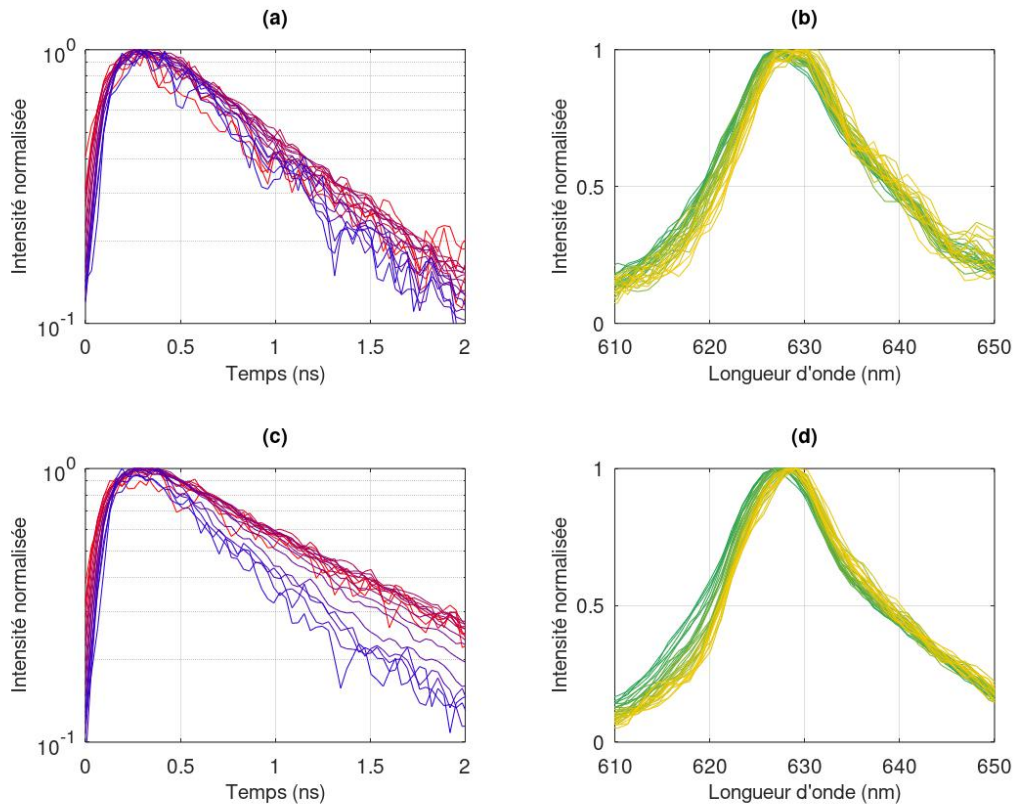 (a)
Intensité normalisée
10^0
10^-1
0
0.5
1
1.5
2
Temps (ns)
(b)
Intensité normalisée
1
0.5
0
610
620
630
640
650
Longueur d'onde (nm)
(c)
Intensité normalisée
10^0
10^-1
0
0.5
1
1.5
2
Temps (ns)
(d)
Intensité normalisée
1
0.5
0
610
620
630
640
650
Longueur d'onde (nm)